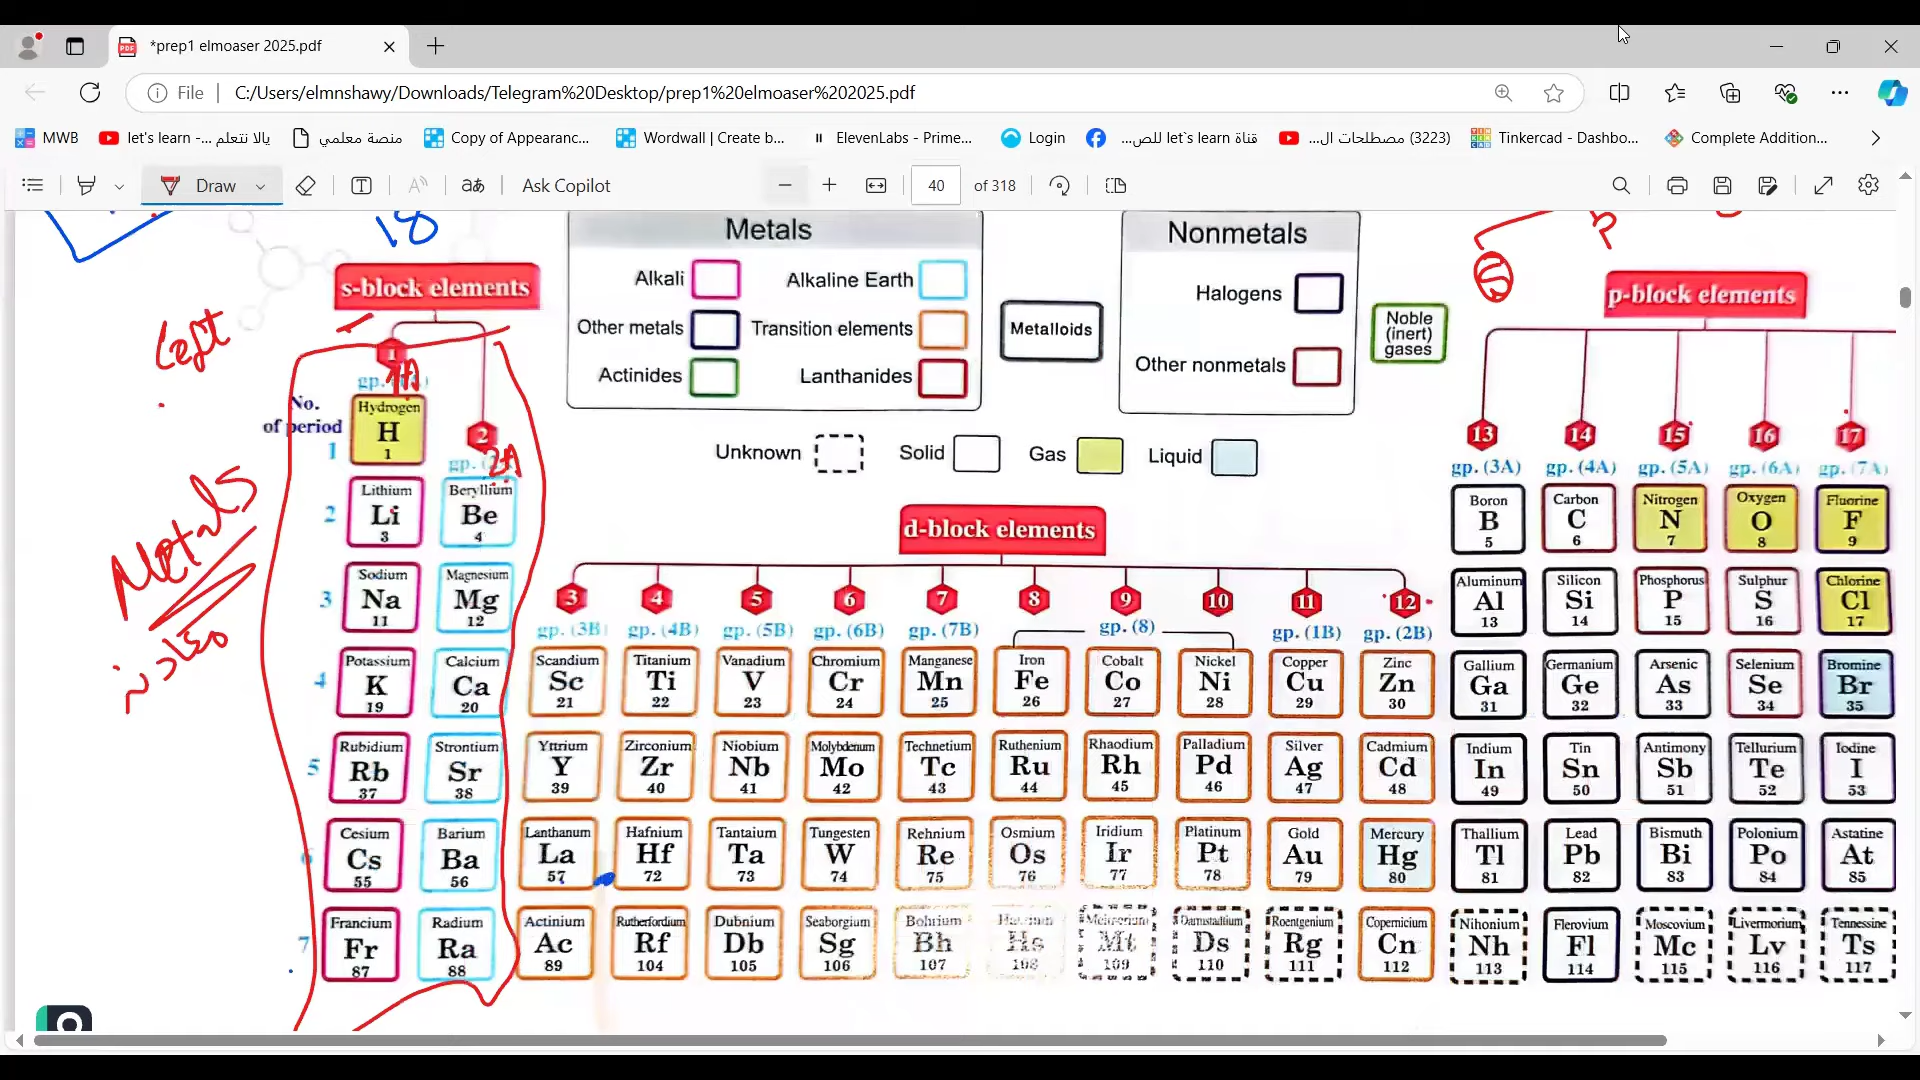 *prep1 elmoaser 2025.pdf
File
C:/Users/elmnshawy/Downloads/Telegram%20Desktop/prep1%20elmoaser%202025.pdf
MWB
let's learn -... يالا نتعلم
منصة معلمي
Copy of Appearanc...
Wordwall | Create b...
ElevenLabs - Prime...
Login
قناة let`s learn للص...
(3223) مصطلحات ال...
Tinkercad - Dashbo...
Complete Addition...
Draw
aあ
Ask Copilot
40
of 318
18
Metals
Alkali
Alkaline Earth
Other metals
Transition elements
Actinides
Lanthanides
Metalloids
Nonmetals
Halogens
Other nonmetals
Noble
(inert)
gases
Unknown
Solid
Gas
Liquid
s-block elements
Left
Metals
فلزات
No.
of period
1
2
3
4
5
6
7
1
gp.
1A
2
gp.
2A
Hydrogen
H
1
Lithium
Li
3
Beryllium
Be
4
Sodium
Na
11
Magnesium
Mg
12
Potassium
K
19
Calcium
Ca
20
Rubidium
Rb
37
Strontium
Sr
38
Cesium
Cs
55
Barium
Ba
56
Francium
Fr
87
Radium
Ra
88
d-block elements
3 4 5 6 7 8 9 10 11 12
gp. (3B) gp. (4B) gp. (5B) gp. (6B) gp. (7B) gp. (8) gp. (1B) gp. (2B)
Scandium Titanium Vanadium Chromium Manganese Iron Cobalt Nickel Copper Zinc
Sc Ti V Cr Mn Fe Co Ni Cu Zn
21 22 23 24 25 26 27 28 29 30
Yttrium Zirconium Niobium Molybdenum Technetium Ruthenium Rhaodium Palladium Silver Cadmium
Y Zr Nb Mo Tc Ru Rh Pd Ag Cd
39 40 41 42 43 44 45 46 47 48
Lanthanum Hafnium Tantaium Tungesten Rehnium Osmium Iridium Platinum Gold Mercury
La Hf Ta W Re Os Ir Pt Au Hg
57 72 73 74 75 76 77 78 79 80
Actinium Rutherfordium Dubnium Seaborgium Bohrium Darmstadtium Roentgenium Copernicium
Ac Rf Db Sg Bh Hs Mt Ds Rg Cn
89 104 105 106 107 108 109 110 111 112
p-block elements
13 14 15 16 17
gp. (3A) gp. (4A) gp. (5A) gp. (6A) gp. (7A)
Boron Carbon Nitrogen Oxygen Fluorine
B C N O F
5 6 7 8 9
Aluminum Silicon Phosphorus Sulphur Chlorine
Al Si P S Cl
13 14 15 16 17
Gallium Germanium Arsenic Selenium Bromine
Ga Ge As Se Br
31 32 33 34 35
Indium Tin Antimony Tellurium Iodine
In Sn Sb Te I
49 50 51 52 53
Thallium Lead Bismuth Polonium Astatine
Tl Pb Bi Po At
81 82 83 84 85
Nihonium Flerovium Moscovium Livermorium Tennessine
Nh Fl Mc Lv Ts
113 114 115 116 117